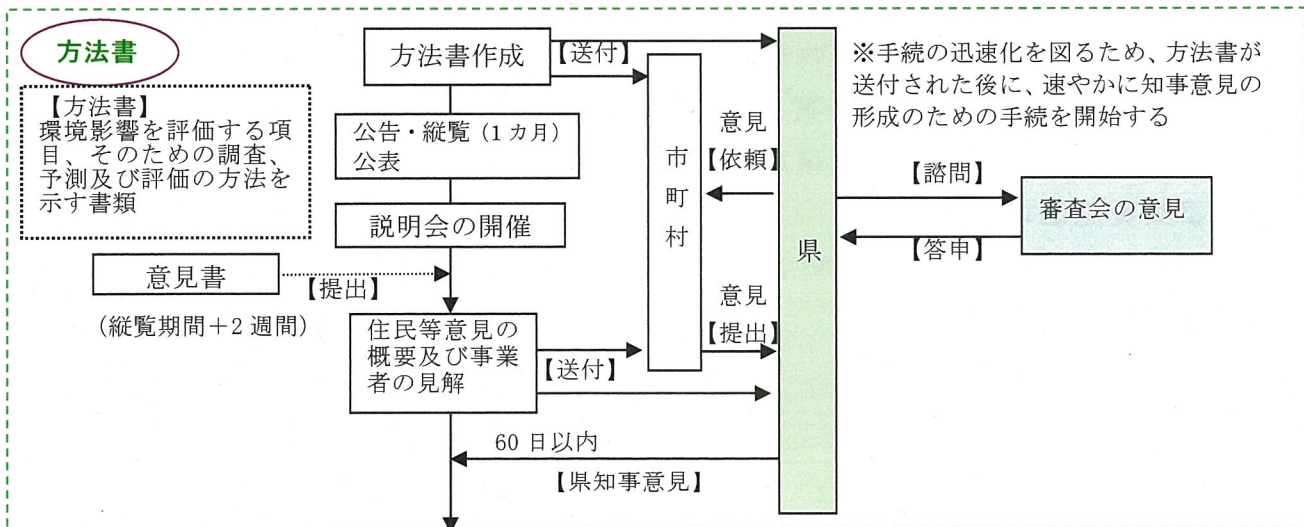 方法書
【方法書】
環境影響を評価する項
目、そのための調査、
予測及び評価の方法を
示す書類
方法書作成
【送付】
公告・縦覧（1カ月）
公表
説明会の開催
意見書
【提出】
（縦覧期間＋2週間）
住民等意見の
概要及び事業
者の見解
【送付】
市
町
村
意見
【依頼】
意見
【提出】
県
※手続の迅速化を図るため、方法書が
送付された後に、速やかに知事意見の
形成のための手続を開始する
【諮問】
審査会の意見
【答申】
60日以内
【県知事意見】